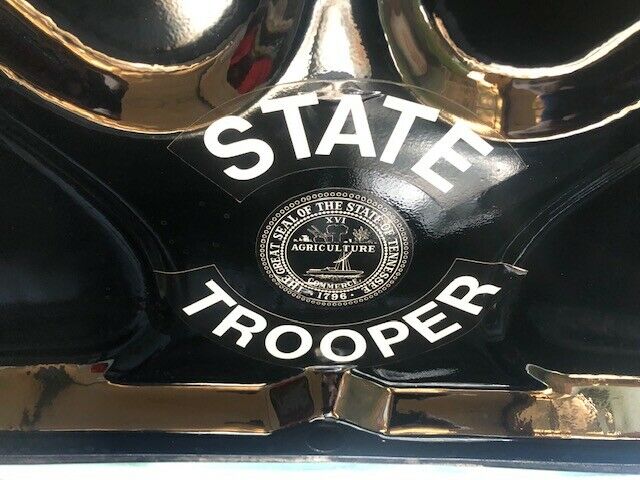 STATE
THE GREAT SEAL OF THE STATE OF TENNESSEE
XVI
AGRICULTURE
COMMERCE
1796
TROOPER